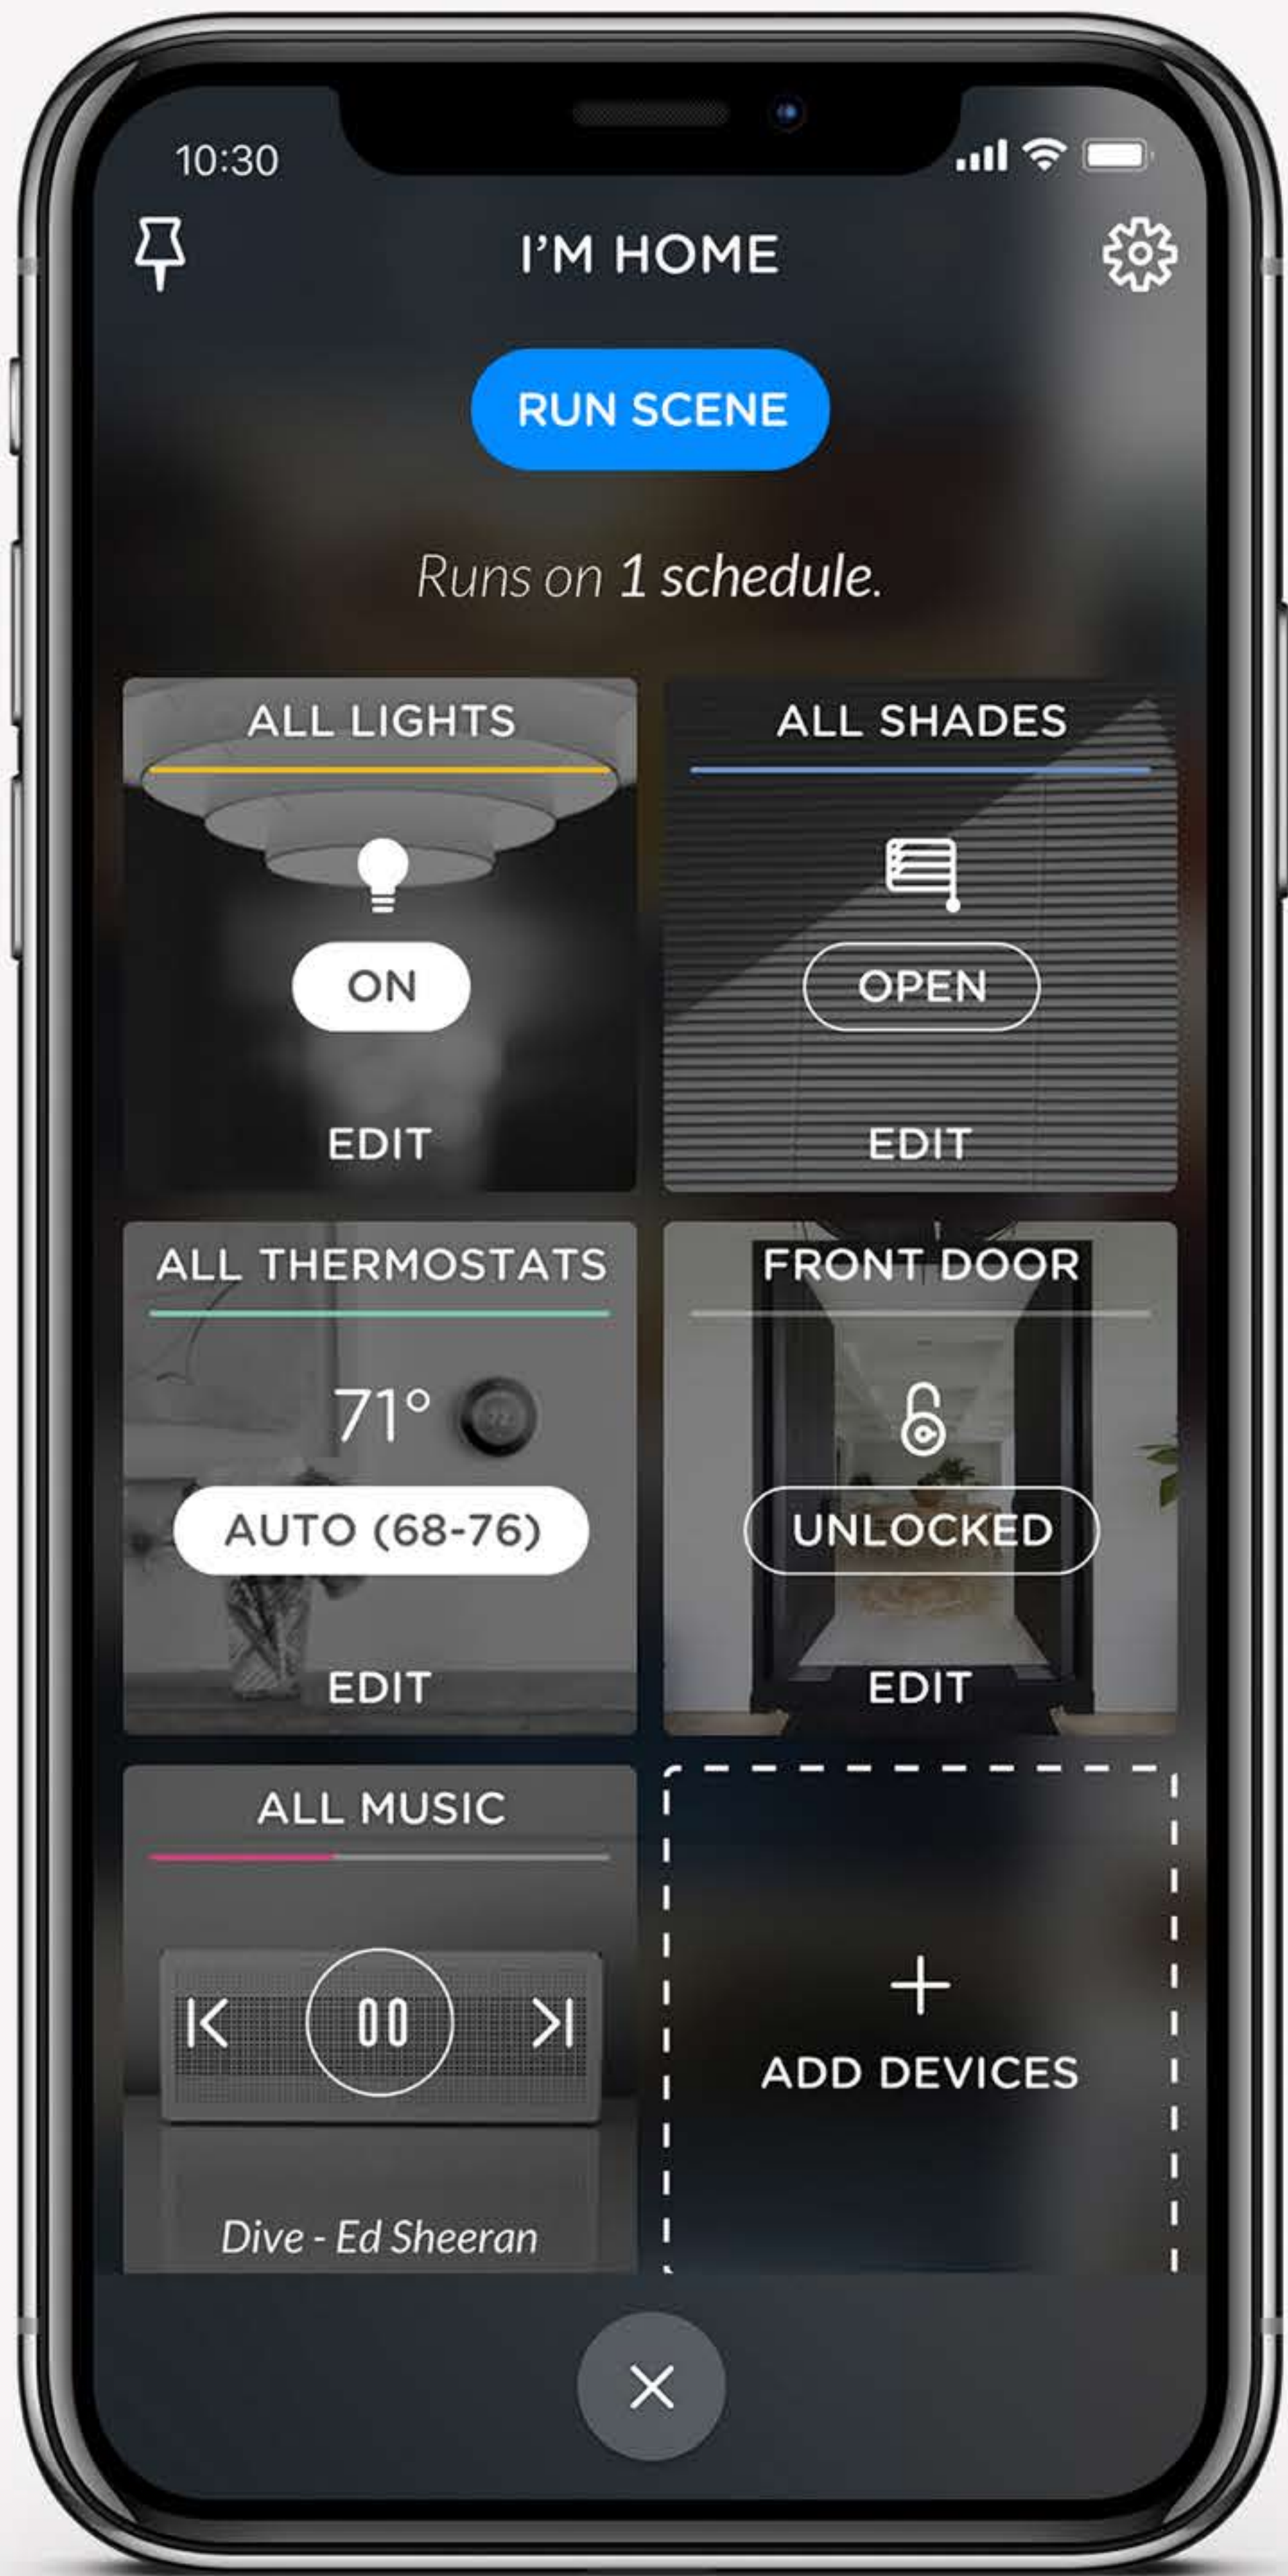 10:30
I'M HOME
RUN SCENE
Runs on 1 schedule.
ALL LIGHTS
ON
EDIT
ALL SHADES
OPEN
EDIT
ALL THERMOSTATS
71°
72
AUTO (68-76)
EDIT
FRONT DOOR
UNLOCKED
EDIT
ALL MUSIC
Dive - Ed Sheeran
ADD DEVICES